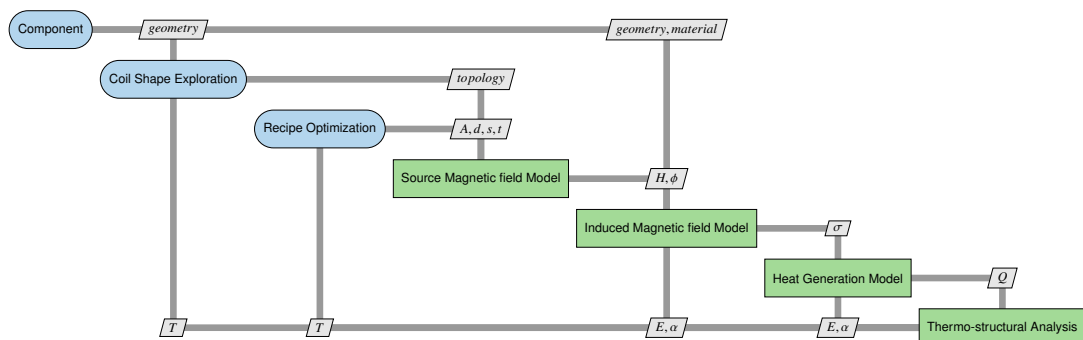 Component
geometry
geometry, material
Coil Shape Exploration
topology
Recipe Optimization
A, d, s, t
Source Magnetic field Model
H, ϕ
Induced Magnetic field Model
σ
Heat Generation Model
Q
T
T
E, α
E, α
Thermo-structural Analysis